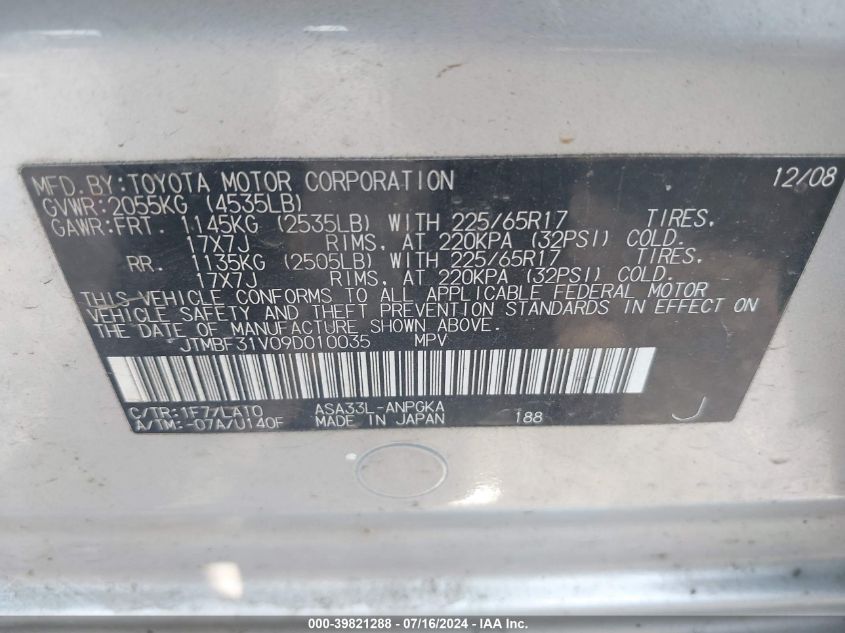 MFD.BY:TOYOTA MOTOR CORPORATION 12/08
GVWR:2055KG (4535LB)
GAWR:FRT. 1145KG (2535LB) WITH 225/65R17 TIRES.
17X7J RIMS, AT 220KPA (32PSI) COLD.
RR. 1135KG (2505LB) WITH 225/65R17 TIRES.
17X7J RIMS, AT 220KPA (32PSI) COLD.
THIS VEHICLE CONFORMS TO ALL APPLICABLE FEDERAL MOTOR
VEHICLE SAFETY AND THEFT PREVENTION STANDARDS IN EFFECT ON
THE DATE OF MANUFACTURE SHOWN ABOVE.
JTMBF31V09D010035 MPV
C/TR:1F7/LA10 ASA33L-ANPGKA
A/TM:-07A/U140F MADE IN JAPAN 188 J
000-39821288 - 07/16/2024 - IAA Inc.